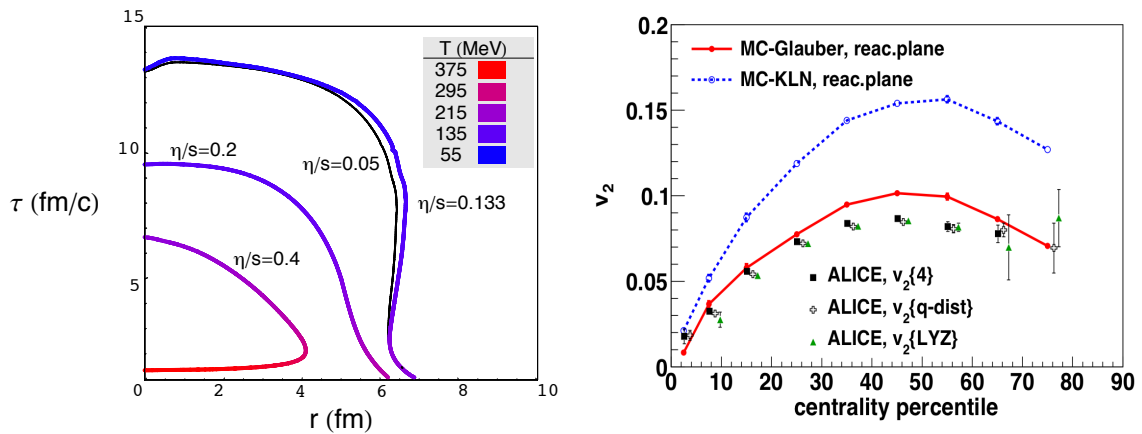 15
10
5
τ (fm/c)
T (MeV)
375
295
215
135
55
η/s=0.2
η/s=0.05
η/s=0.133
η/s=0.4
0 2 4 6 8 10
r (fm)
0.2
0.15
0.1
0.05
0
v₂
MC-Glauber, reac.plane
MC-KLN, reac.plane
ALICE, v₂{4}
ALICE, v₂{q-dist}
ALICE, v₂{LYZ}
0 10 20 30 40 50 60 70 80 90
centrality percentile